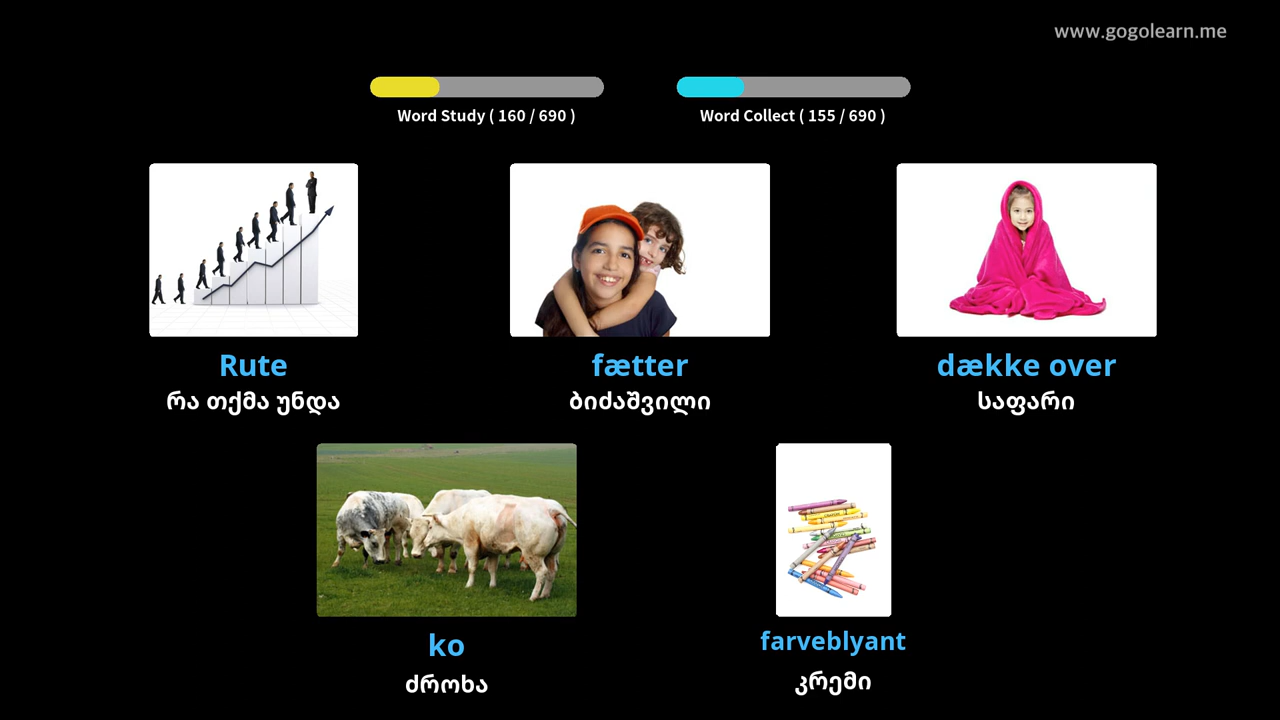 www.gogolearn.me
Word Study ( 160 / 690 )
Word Collect ( 155 / 690 )
Rute
fætter
dække over
რა თქმა უნდა
ბიძაშვილი
საფარი
ko
farveblyant
ძროხა
კრემი